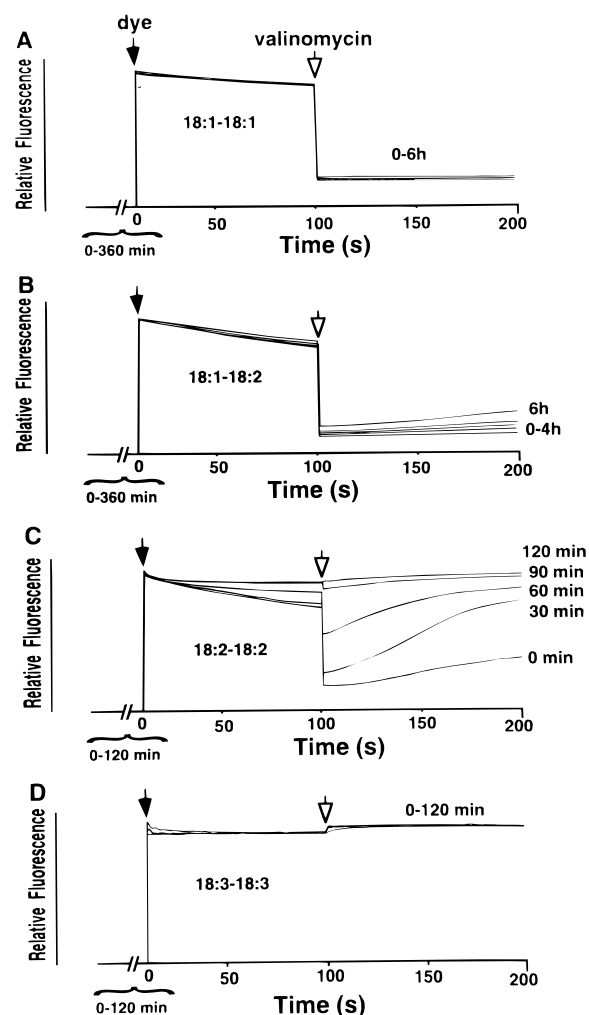 A
dye
valinomycin
Relative Fluorescence
18:1-18:1
0-6h
0 50 100 150 200
0-360 min
Time (s)
B
Relative Fluorescence
18:1-18:2
6h
0-4h
0 50 100 150 200
0-360 min
Time (s)
C
Relative Fluorescence
18:2-18:2
120 min
90 min
60 min
30 min
0 min
0 50 100 150 200
0-120 min
Time (s)
D
Relative Fluorescence
0-120 min
18:3-18:3
0 50 100 150 200
0-120 min
Time (s)